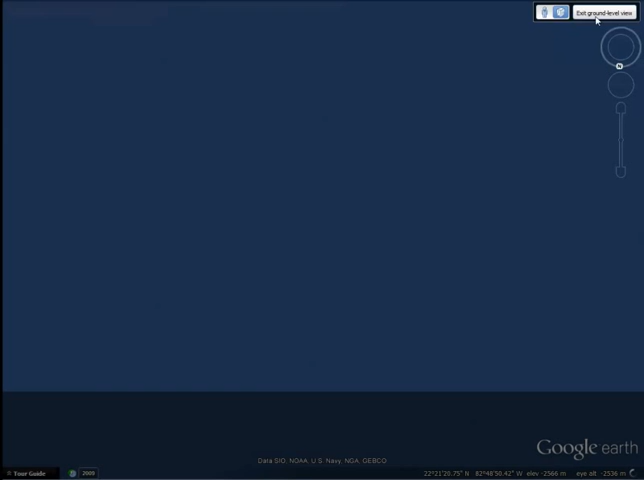 Exit ground-level view
N
Google earth
Data SIO, NOAA, U.S. Navy, NGA, GEBCO
Tour Guide
2009
22°21'20.75" N 82°48'50.42" W elev -2566 m eye alt -2536 m